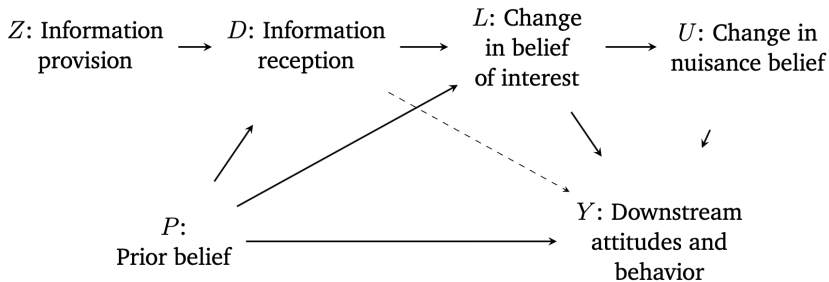 Z: Information
provision
D: Information
reception
L: Change
in belief
of interest
U: Change in
nuisance belief
P:
Prior belief
Y: Downstream
attitudes and
behavior